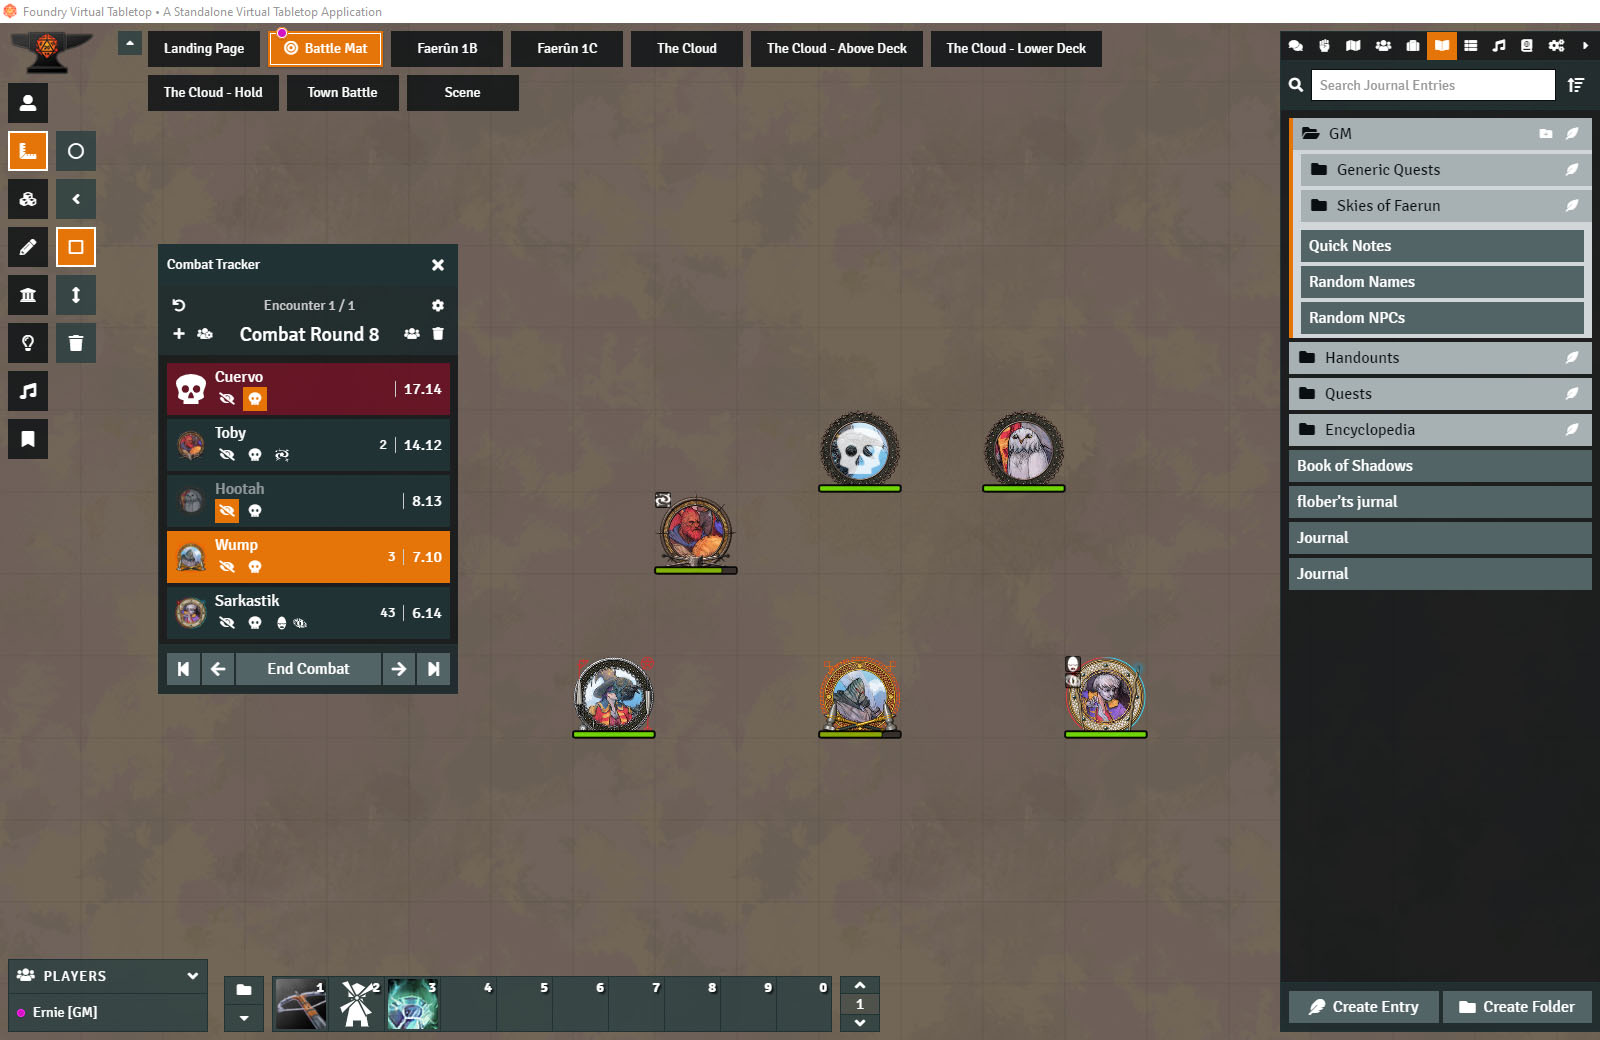 Foundry Virtual Tabletop • A Standalone Virtual Tabletop Application
Landing Page
Battle Mat
Faerûn 1B
Faerûn 1C
The Cloud
The Cloud - Above Deck
The Cloud - Lower Deck
The Cloud - Hold
Town Battle
Scene
Combat Tracker
Encounter 1 / 1
Combat Round 8
Cuervo
17.14
Toby
2 14.12
Hootah
8.13
Wump
3 7.10
Sarkastik
43 6.14
End Combat
Search Journal Entries
GM
Generic Quests
Skies of Faerun
Quick Notes
Random Names
Random NPCs
Handounts
Quests
Encyclopedia
Book of Shadows
flober'ts jurnal
Journal
Journal
Create Entry
Create Folder
PLAYERS
Ernie [GM]
1 2 3 4 5 6 7 8 9 0
1